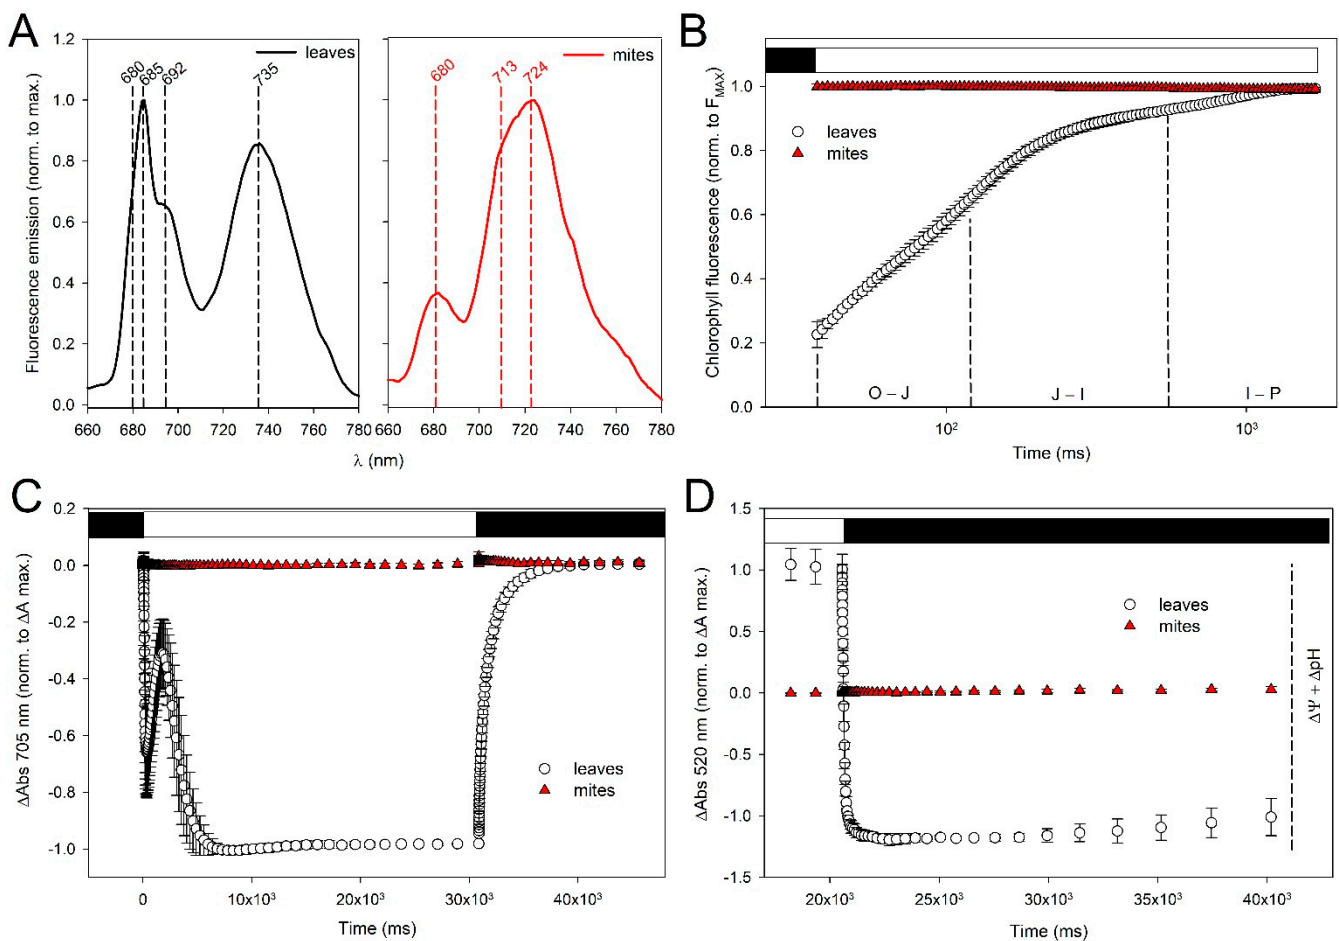 A
1.2
1.0
0.8
0.6
0.4
0.2
0.0
Fluorescence emission (norm. to max.)
680
685
692
735
leaves
660 680 700 720 740 760 780
680
713
724
mites
660 680 700 720 740 760 780
λ (nm)
B
1.0
0.8
0.6
0.4
0.2
0.0
Chlorophyll fluorescence (norm. to FMAX)
leaves
mites
O – J
J – I
I – P
10²
10³
Time (ms)
C
0.2
0.0
-0.2
-0.4
-0.6
-0.8
-1.0
ΔAbs 705 nm (norm. to ΔA max.)
leaves
mites
0 10x10³ 20x10³ 30x10³ 40x10³
Time (ms)
D
1.5
1.0
0.5
0.0
-0.5
-1.0
-1.5
ΔAbs 520 nm (norm. to ΔA max.)
leaves
mites
ΔΨ + ΔpH
20x10³ 25x10³ 30x10³ 35x10³ 40x10³
Time (ms)